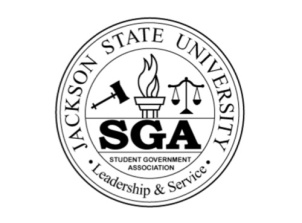 JACKSON STATE UNIVERSITY
SGA
STUDENT GOVERNMENT
ASSOCIATION
• Leadership & Service •